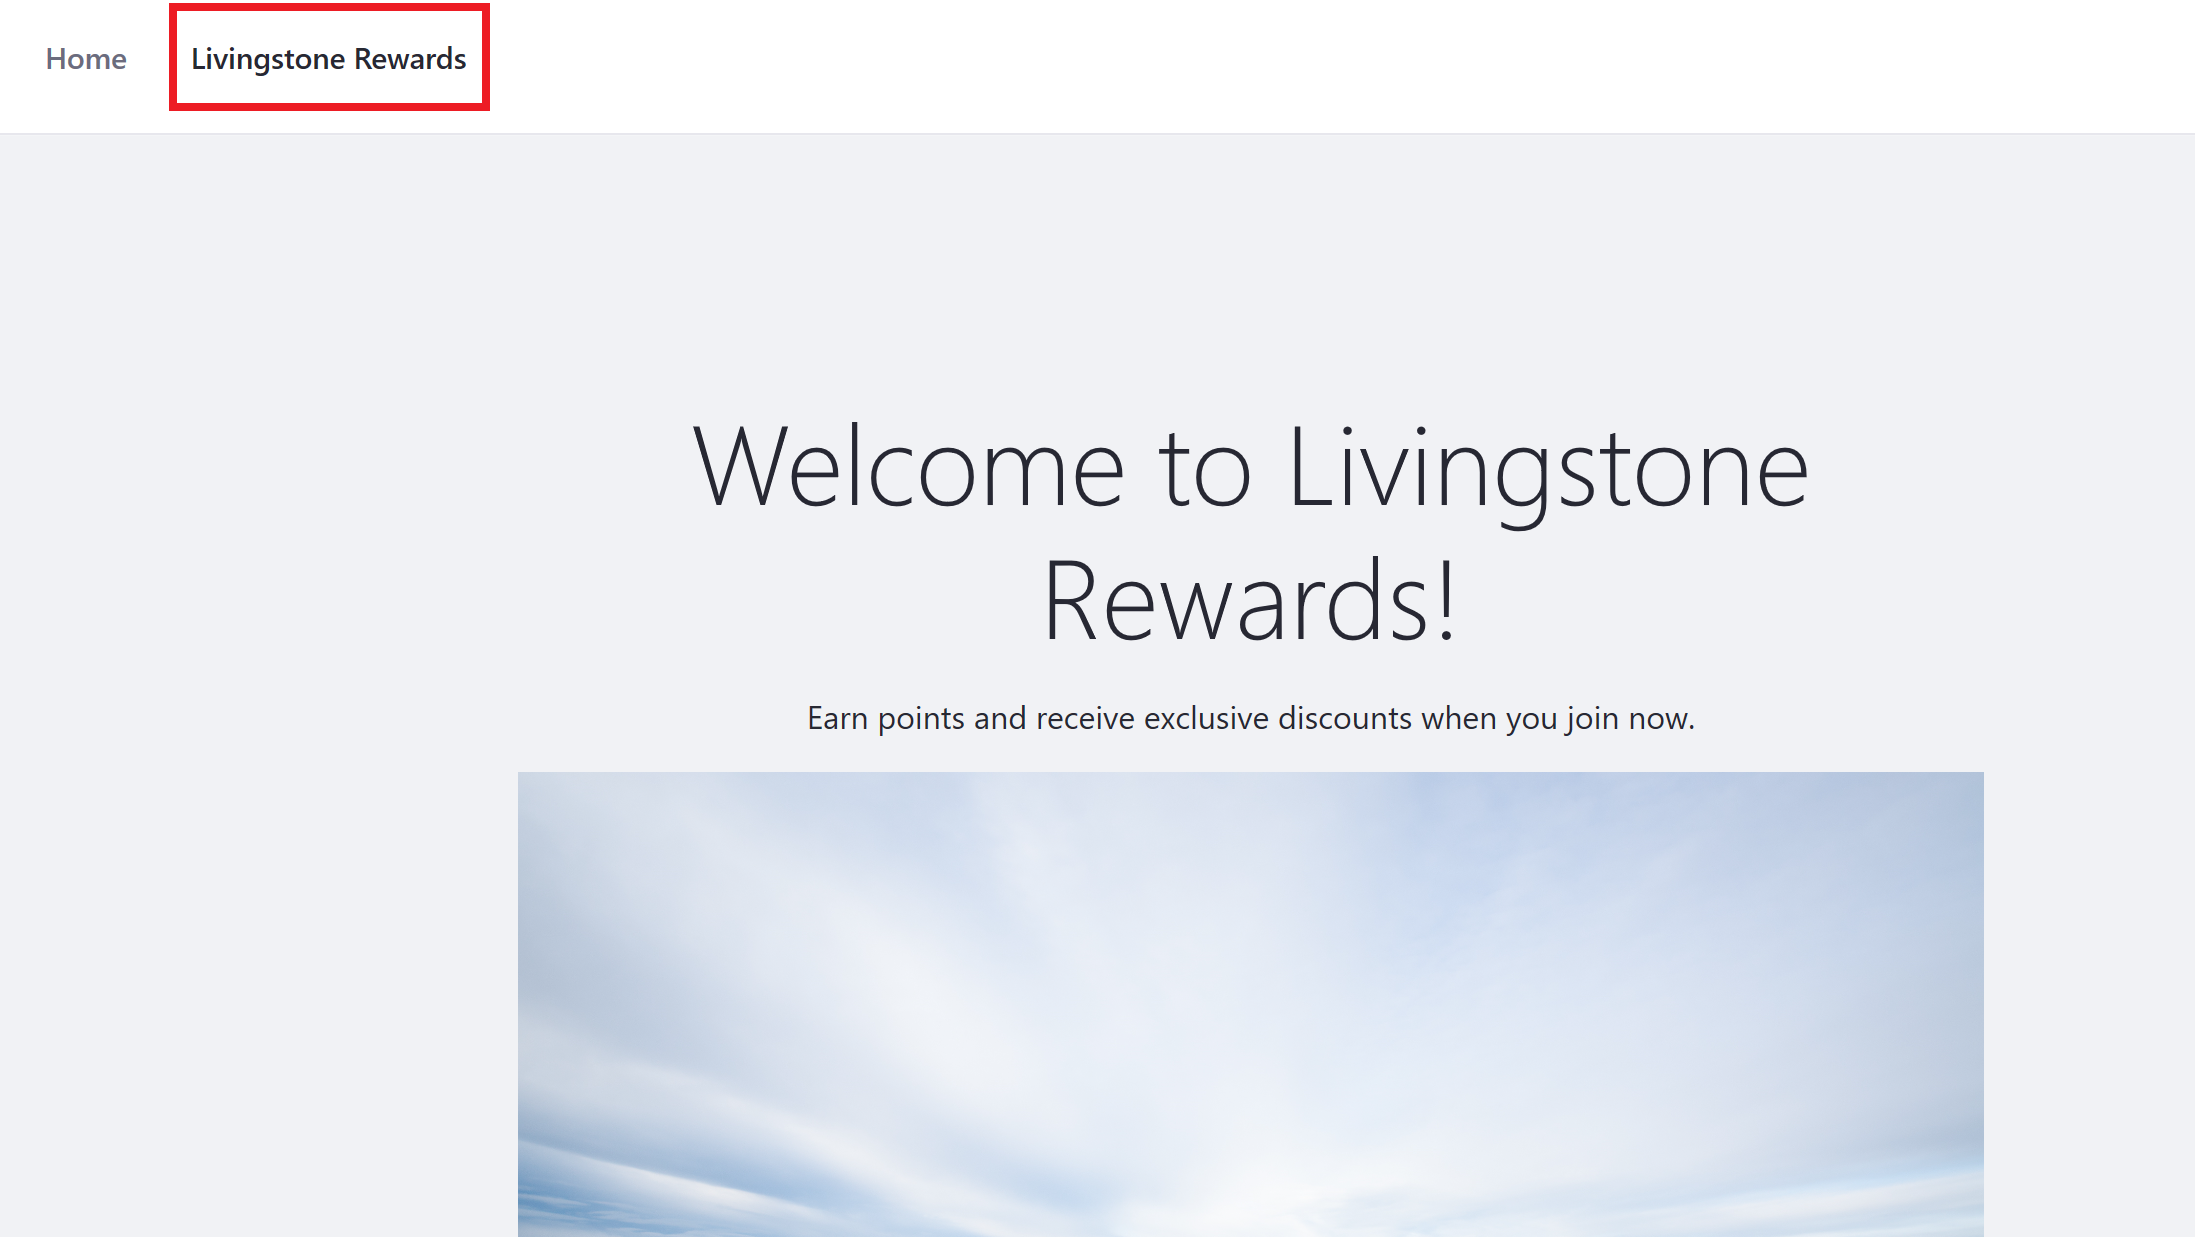 Home
Livingstone Rewards
Welcome to Livingstone
Rewards!
Earn points and receive exclusive discounts when you join now.